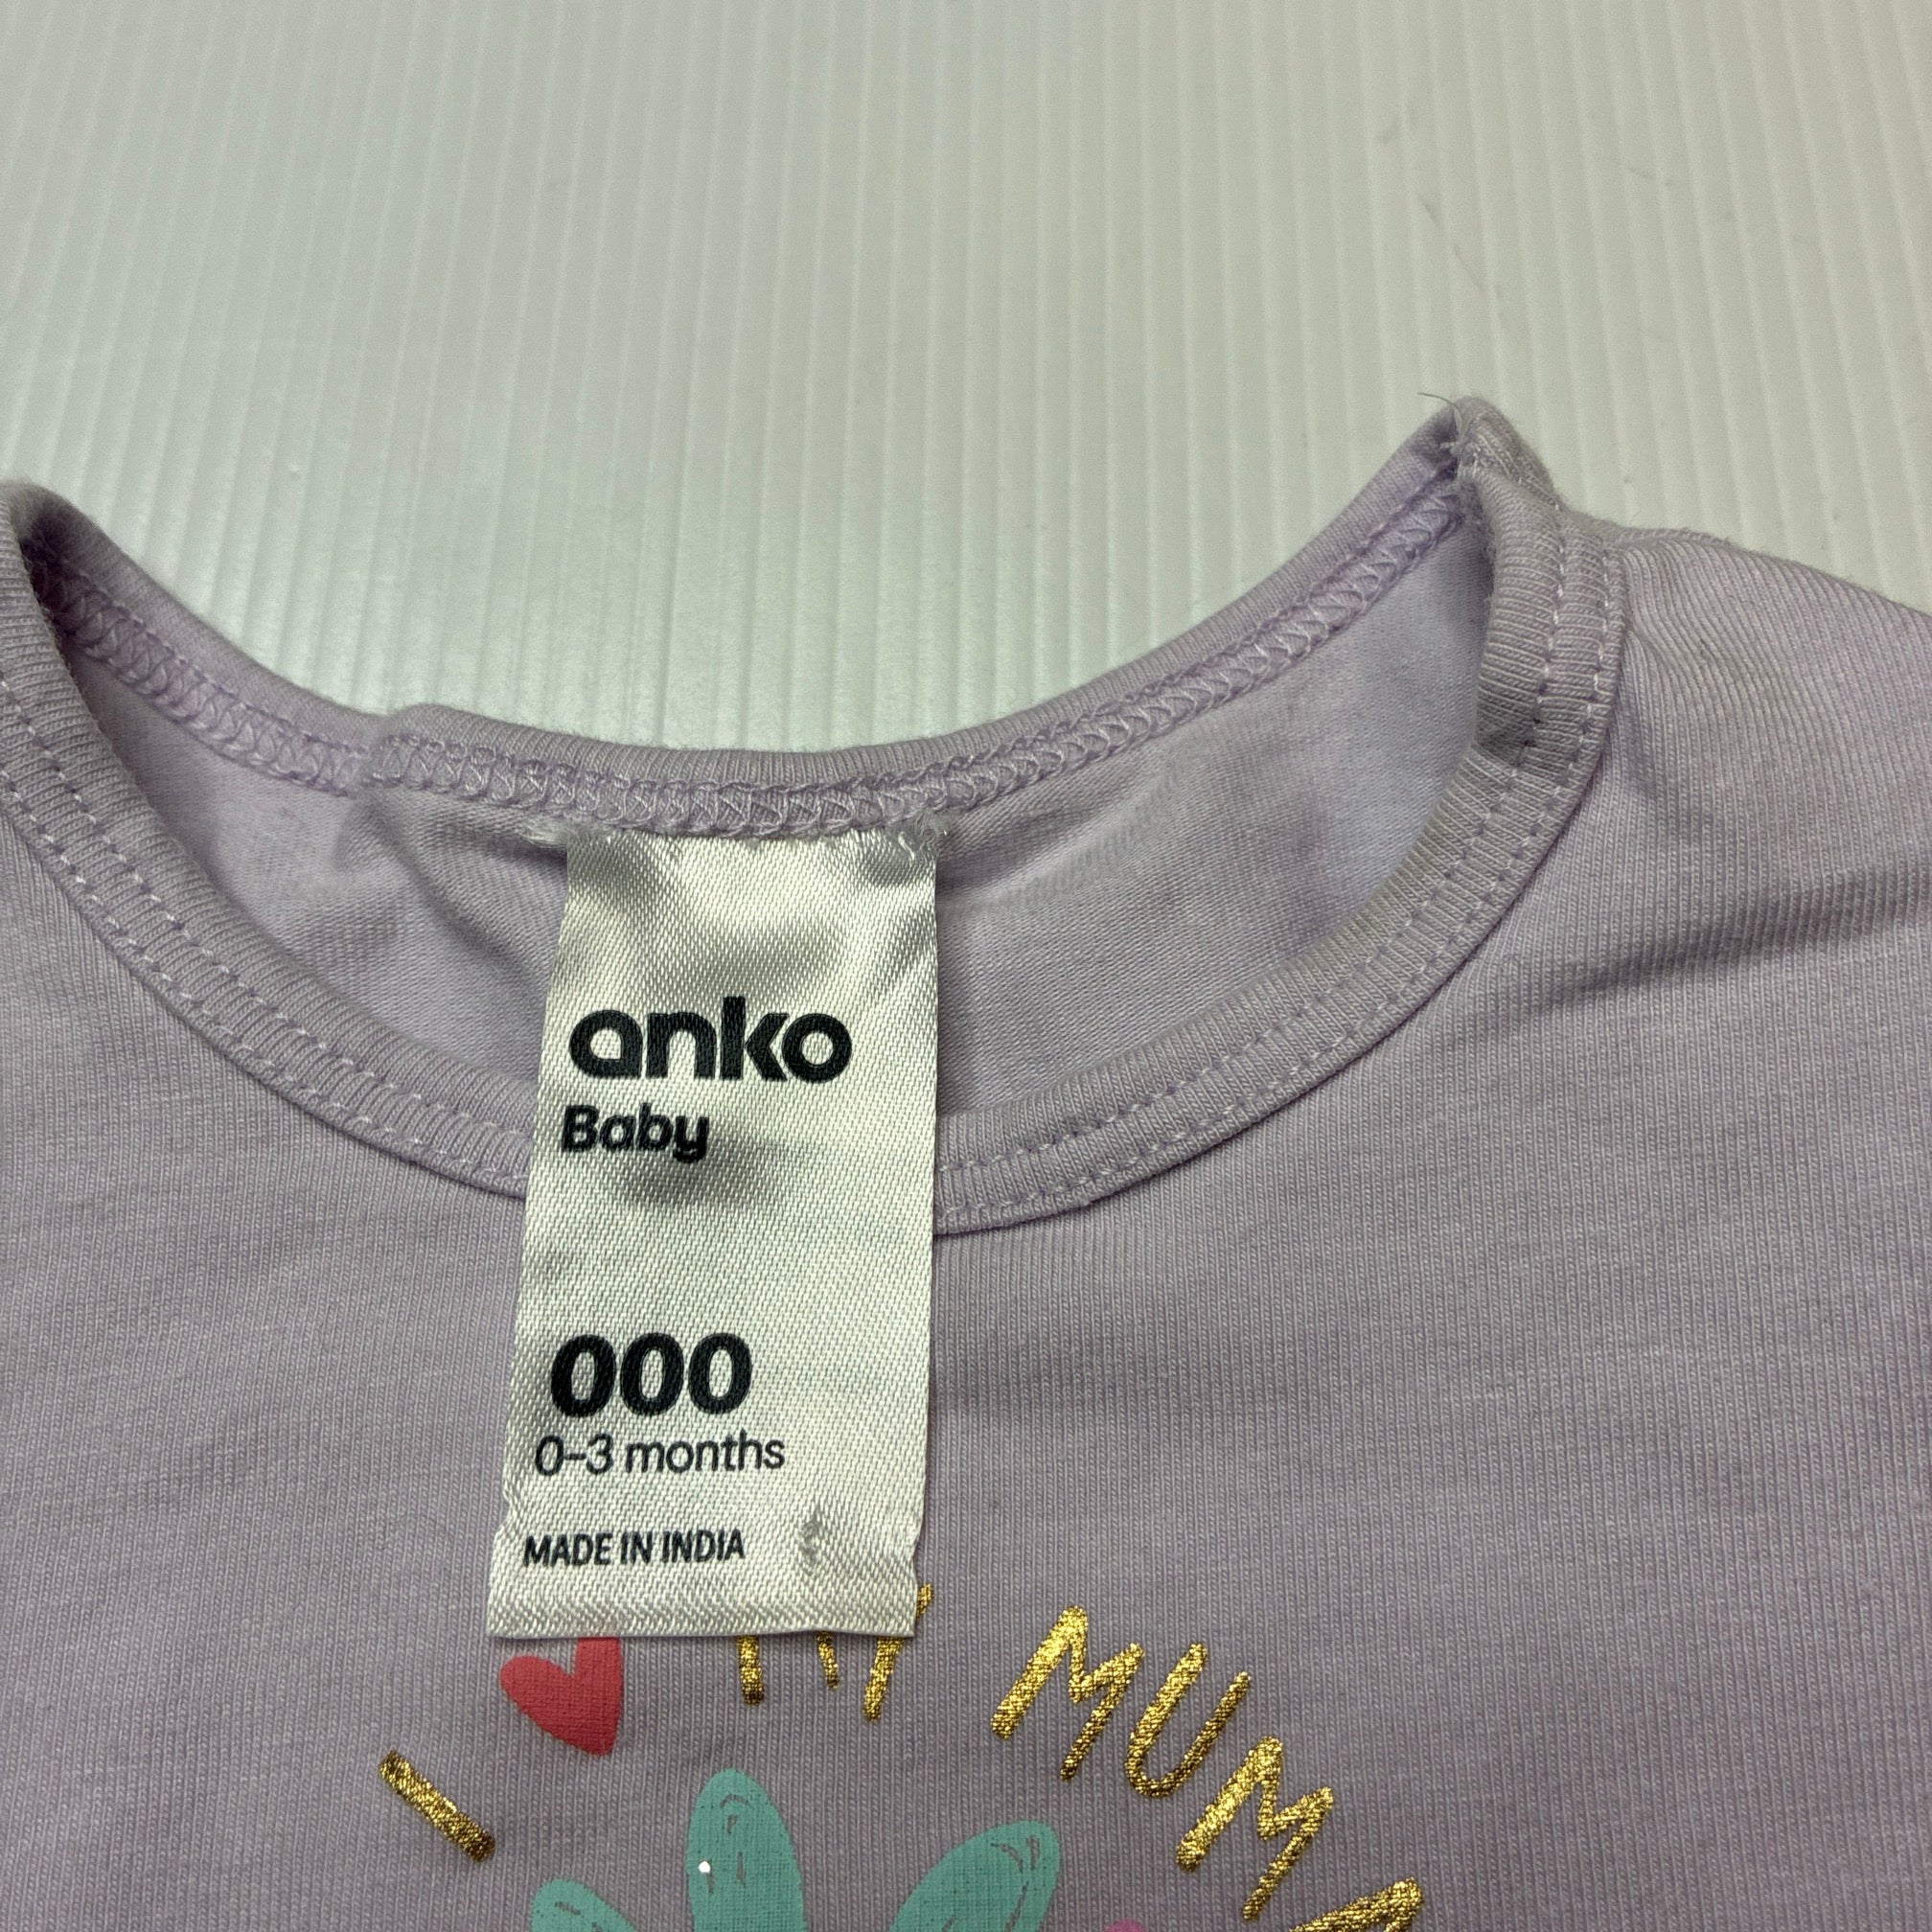 anko
Baby
000
0-3 months
MADE IN INDIA
I
MUM